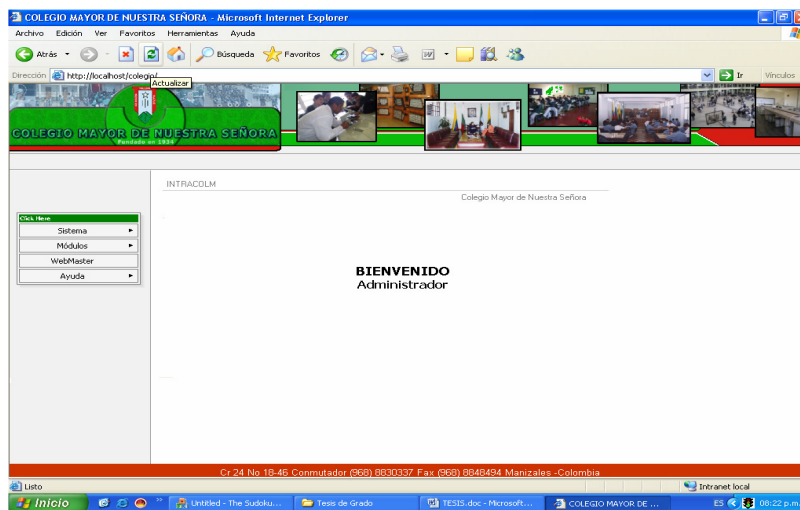 COLEGIO MAYOR DE NUESTRA SEÑORA - Microsoft Internet Explorer
Archivo Edición Ver Favoritos Herramientas Ayuda
Atrás Búsqueda Favoritos
Dirección http://localhost/colegio/ Ir Vínculos
Actualizar
COLEGIO MAYOR DE NUESTRA SEÑORA
Fundado en 1934
INTRACOLM
Colegio Mayor de Nuestra Señora
Click Here
Sistema
Módulos
WebMaster
Ayuda
BIENVENIDO
Administrador
Cr 24 No 18-46 Conmutador (968) 8830337 Fax (968) 8848494 Manizales -Colombia
Listo Intranet local
Inicio Untitled - The Sudoku... Tesis de Grado TESIS.doc - Microsoft... COLEGIO MAYOR DE ... ES 08:22 p.m.